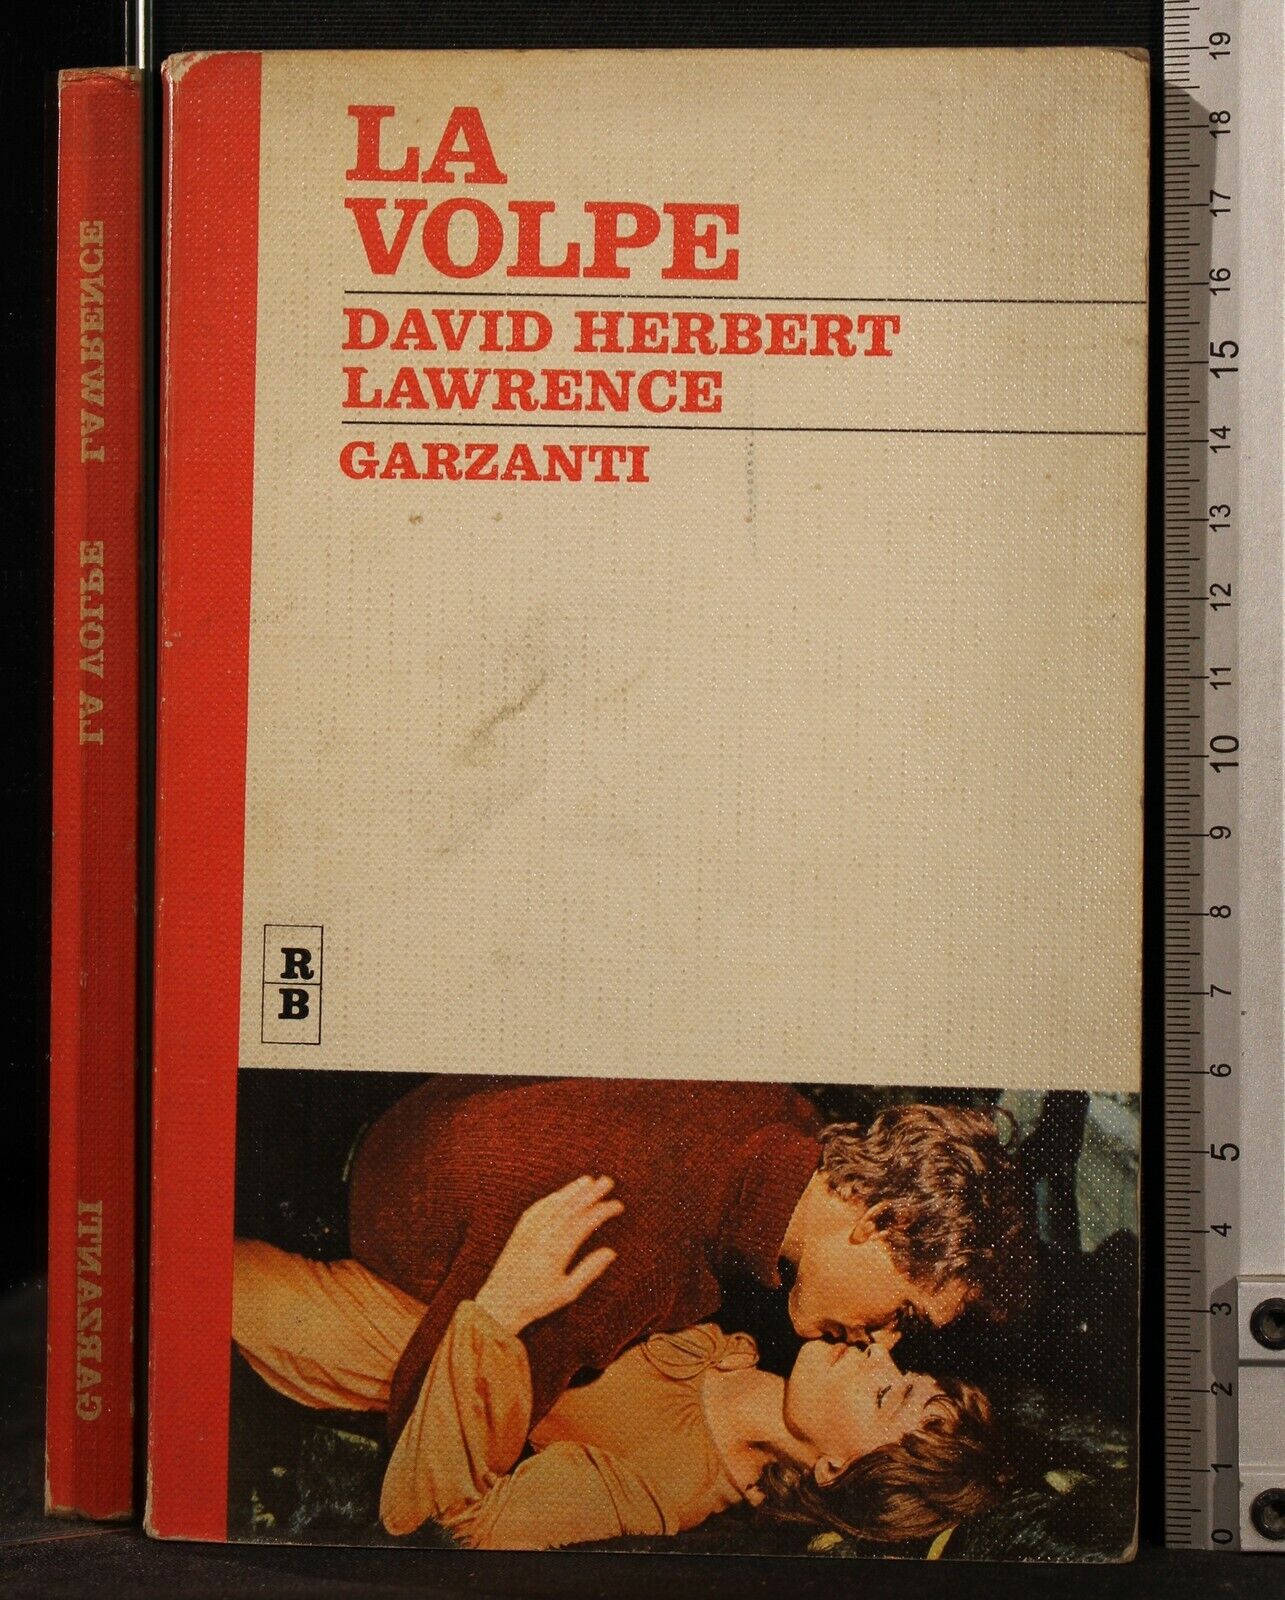 LA
VOLPE
DAVID HERBERT
LAWRENCE
GARZANTI
R
B
LAWRENCE
LA VOLPE
GARZANTI
19
18
17
16
15
14
13
12
11
10
9
8
7
6
5
4
3
2
1
0